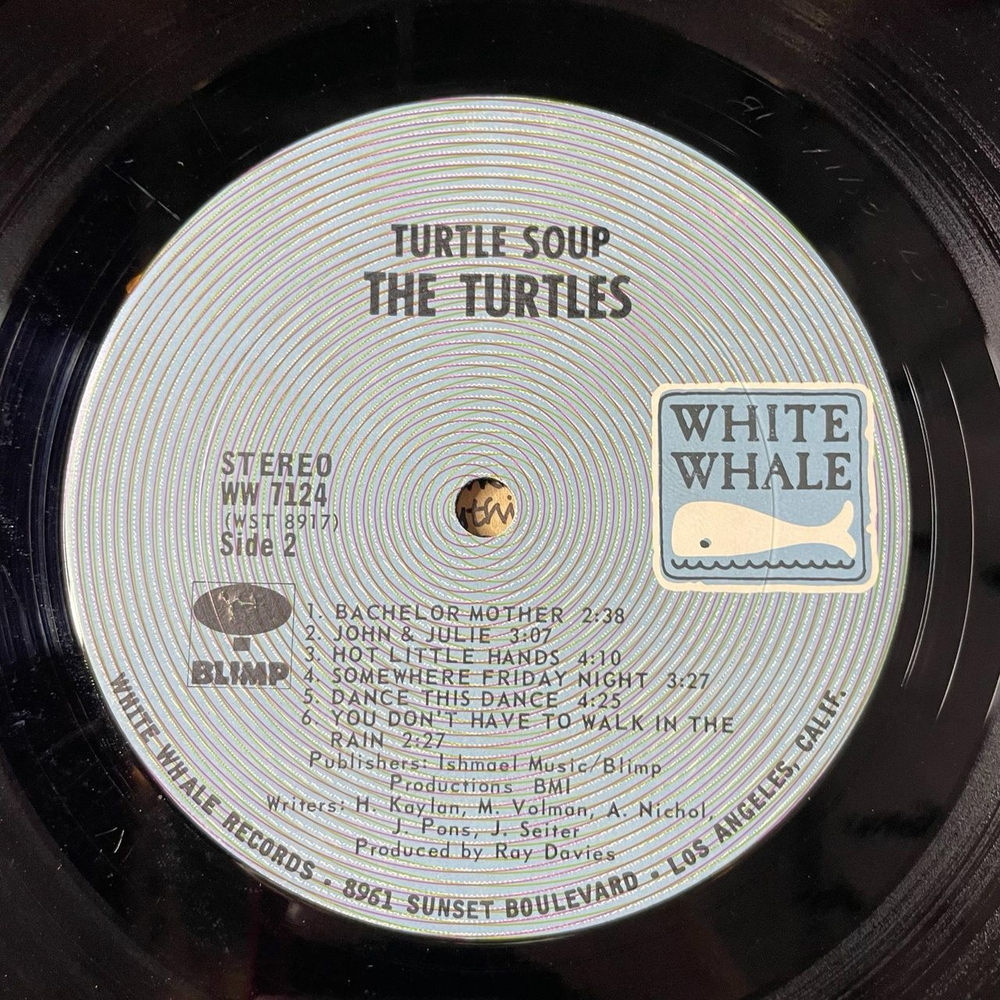 TURTLE SOUP
THE TURTLES
WHITE
WHALE
STEREO
WW 7124
(WST 8917)
Side 2
BLIMP
1. BACHELOR MOTHER 2:38
2. JOHN & JULIE 3:07
3. HOT LITTLE HANDS 4:10
4. SOMEWHERE FRIDAY NIGHT 3:27
5. DANCE THIS DANCE 4:25
6. YOU DON'T HAVE TO WALK IN THE
RAIN 2:27
Publishers: Ishmael Music/Blimp
Productions BMI
Writers: H. Kaylan, M. Volman, A. Nichol,
J. Pons, J. Seiter
Produced by Ray Davies
WHITE WHALE RECORDS • 8961 SUNSET BOULEVARD • LOS ANGELES, CALIF.